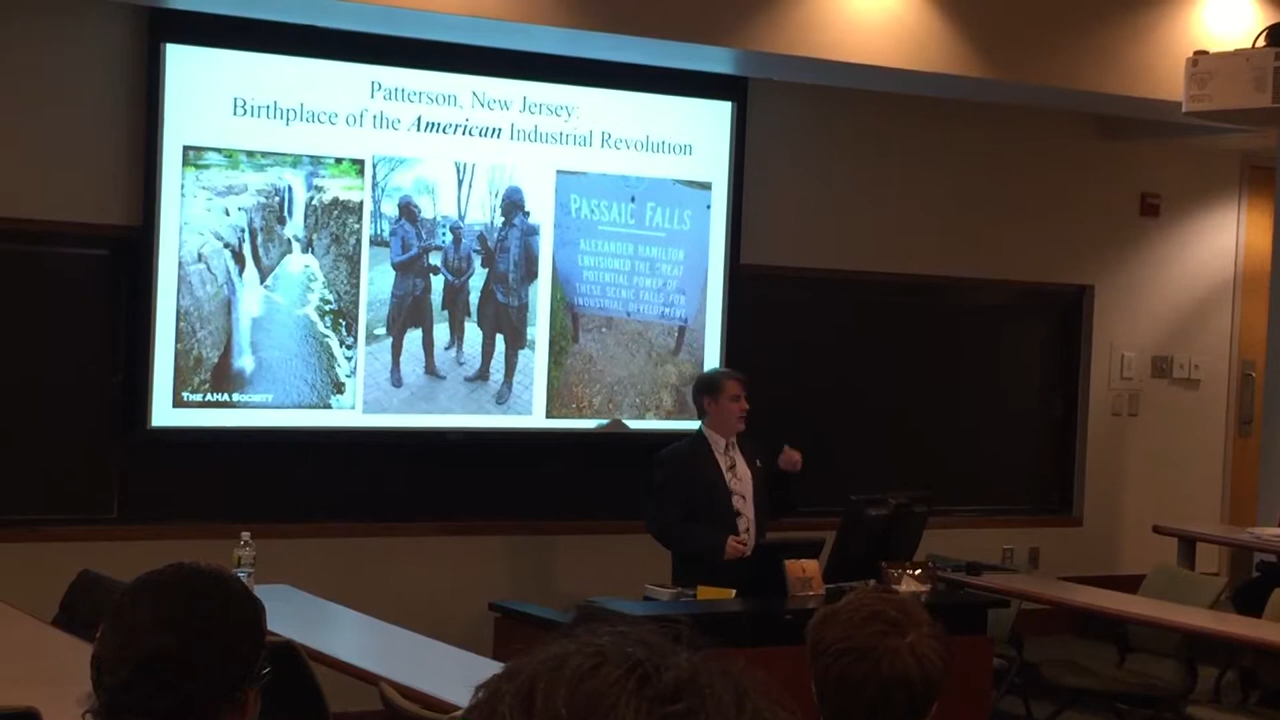 Patterson, New Jersey:
Birthplace of the American Industrial Revolution
PASSAIC FALLS
ALEXANDER HAMILTON
ENVISIONED THE GREAT
POTENTIAL POWER OF
THESE SCENIC FALLS FOR
INDUSTRIAL DEVELOPMENT
THE AHA SOCIETY